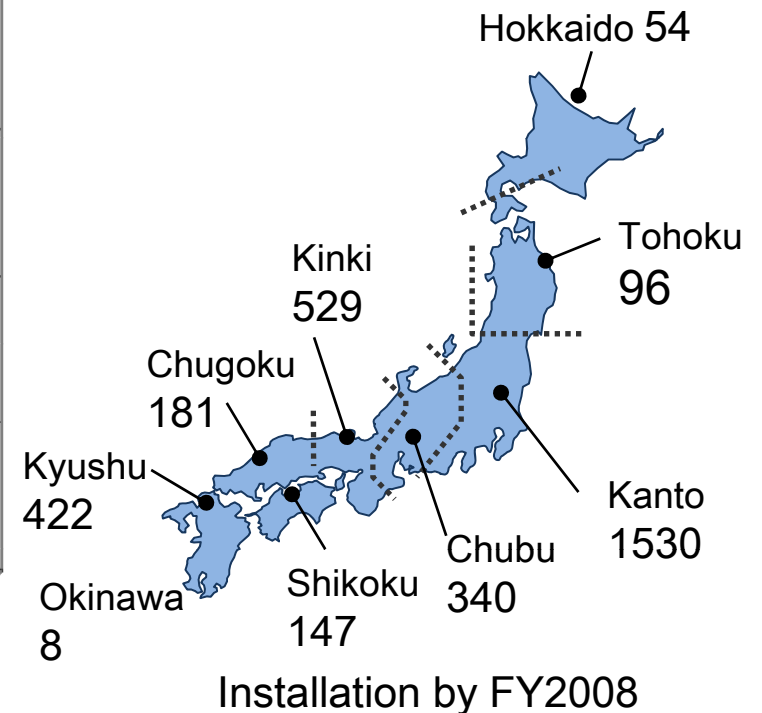 Hokkaido 54
Tohoku
96
Kinki
529
Chugoku
181
Kyushu
422
Kanto
1530
Chubu
340
Shikoku
147
Okinawa
8
Installation by FY2008